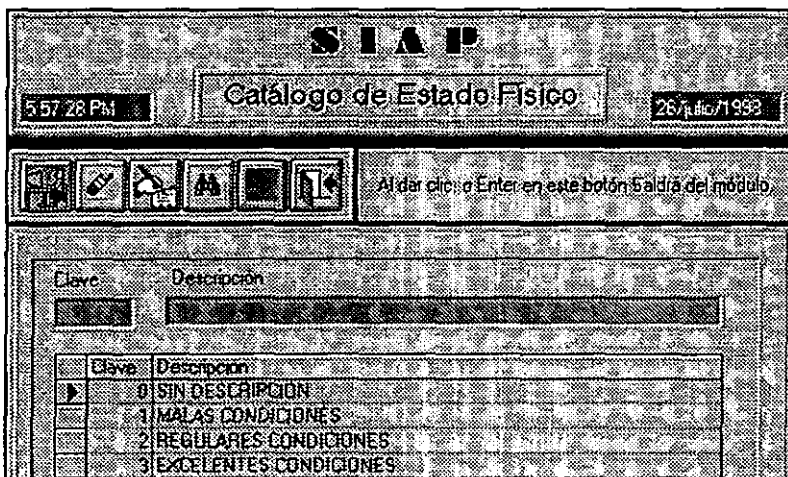 SIAP
Catálogo de Estado Físico
5:57:28 PM
26/julio/1998
Al dar clic o Enter en este botón Saldrá del módulo,
Clave Descripción
Clave Descripción
0 SIN DESCRIPCION
1 MALAS CONDICIONES
2 REGULARES CONDICIONES
3 EXCELENTES CONDICIONES